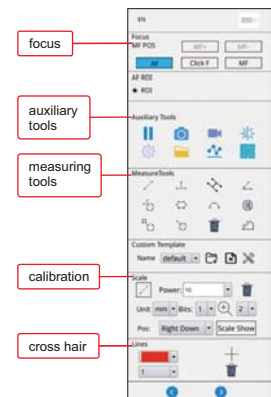 EN
Focus
focus
MF POS MF+ MF-
AF Click F MF
AF ROI
ROI
auxiliary
tools
Auxiliary Tools
measuring
tools
MeasureTools
Custom Template
Name default
calibration
Scale
Power: 10
Unit mm Bits: 1 2
Pos: Right Down Scale Show
cross hair
Lines
1